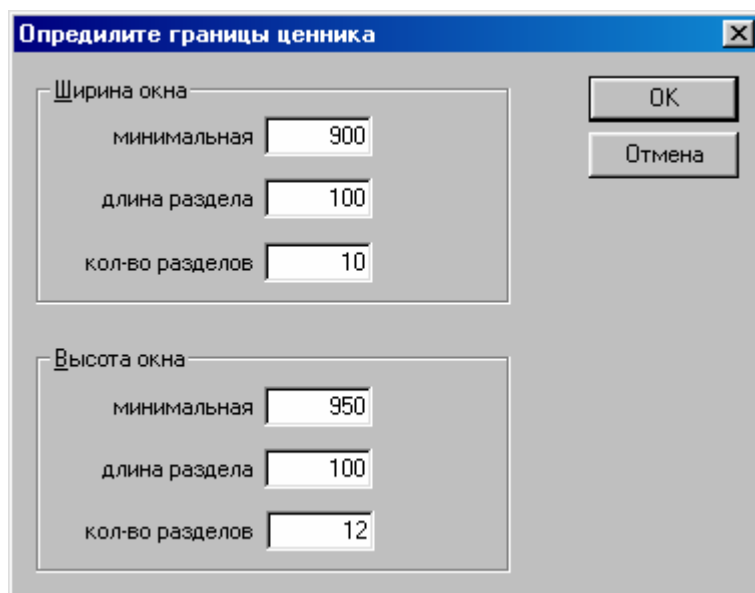 Опредилите границы ценника
Ширина окна
OK
минимальная 900
Отмена
длина раздела 100
кол-во разделов 10
Высота окна
минимальная 950
длина раздела 100
кол-во разделов 12